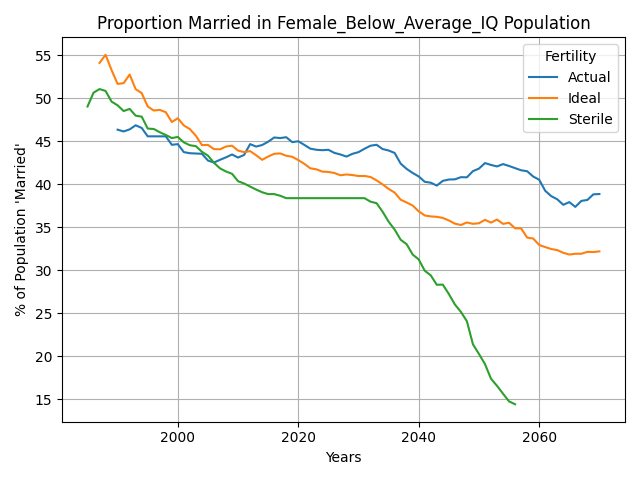 Proportion Married in Female_Below_Average_IQ Population
% of Population 'Married'
55
50
45
40
35
30
25
20
15
2000
2020
2040
2060
Years
Fertility
Actual
Ideal
Sterile